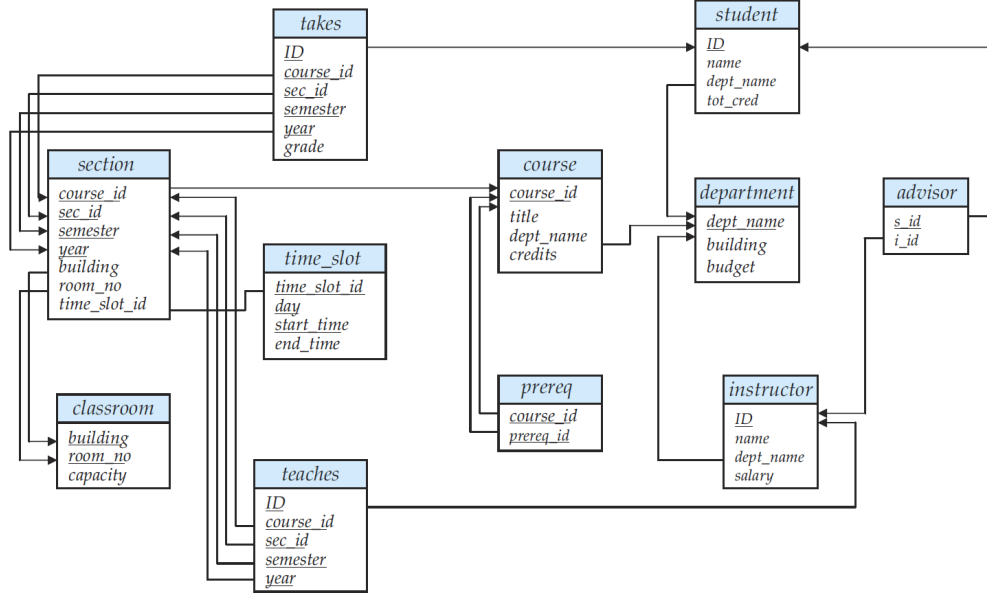 takes
ID
course_id
sec_id
semester
year
grade
student
ID
name
dept_name
tot_cred
section
course_id
sec_id
semester
year
building
room_no
time_slot_id
course
course_id
title
dept_name
credits
department
dept_name
building
budget
advisor
s_id
i_id
time_slot
time_slot_id
day
start_time
end_time
prereq
course_id
prereq_id
instructor
ID
name
dept_name
salary
classroom
building
room_no
capacity
teaches
ID
course_id
sec_id
semester
year